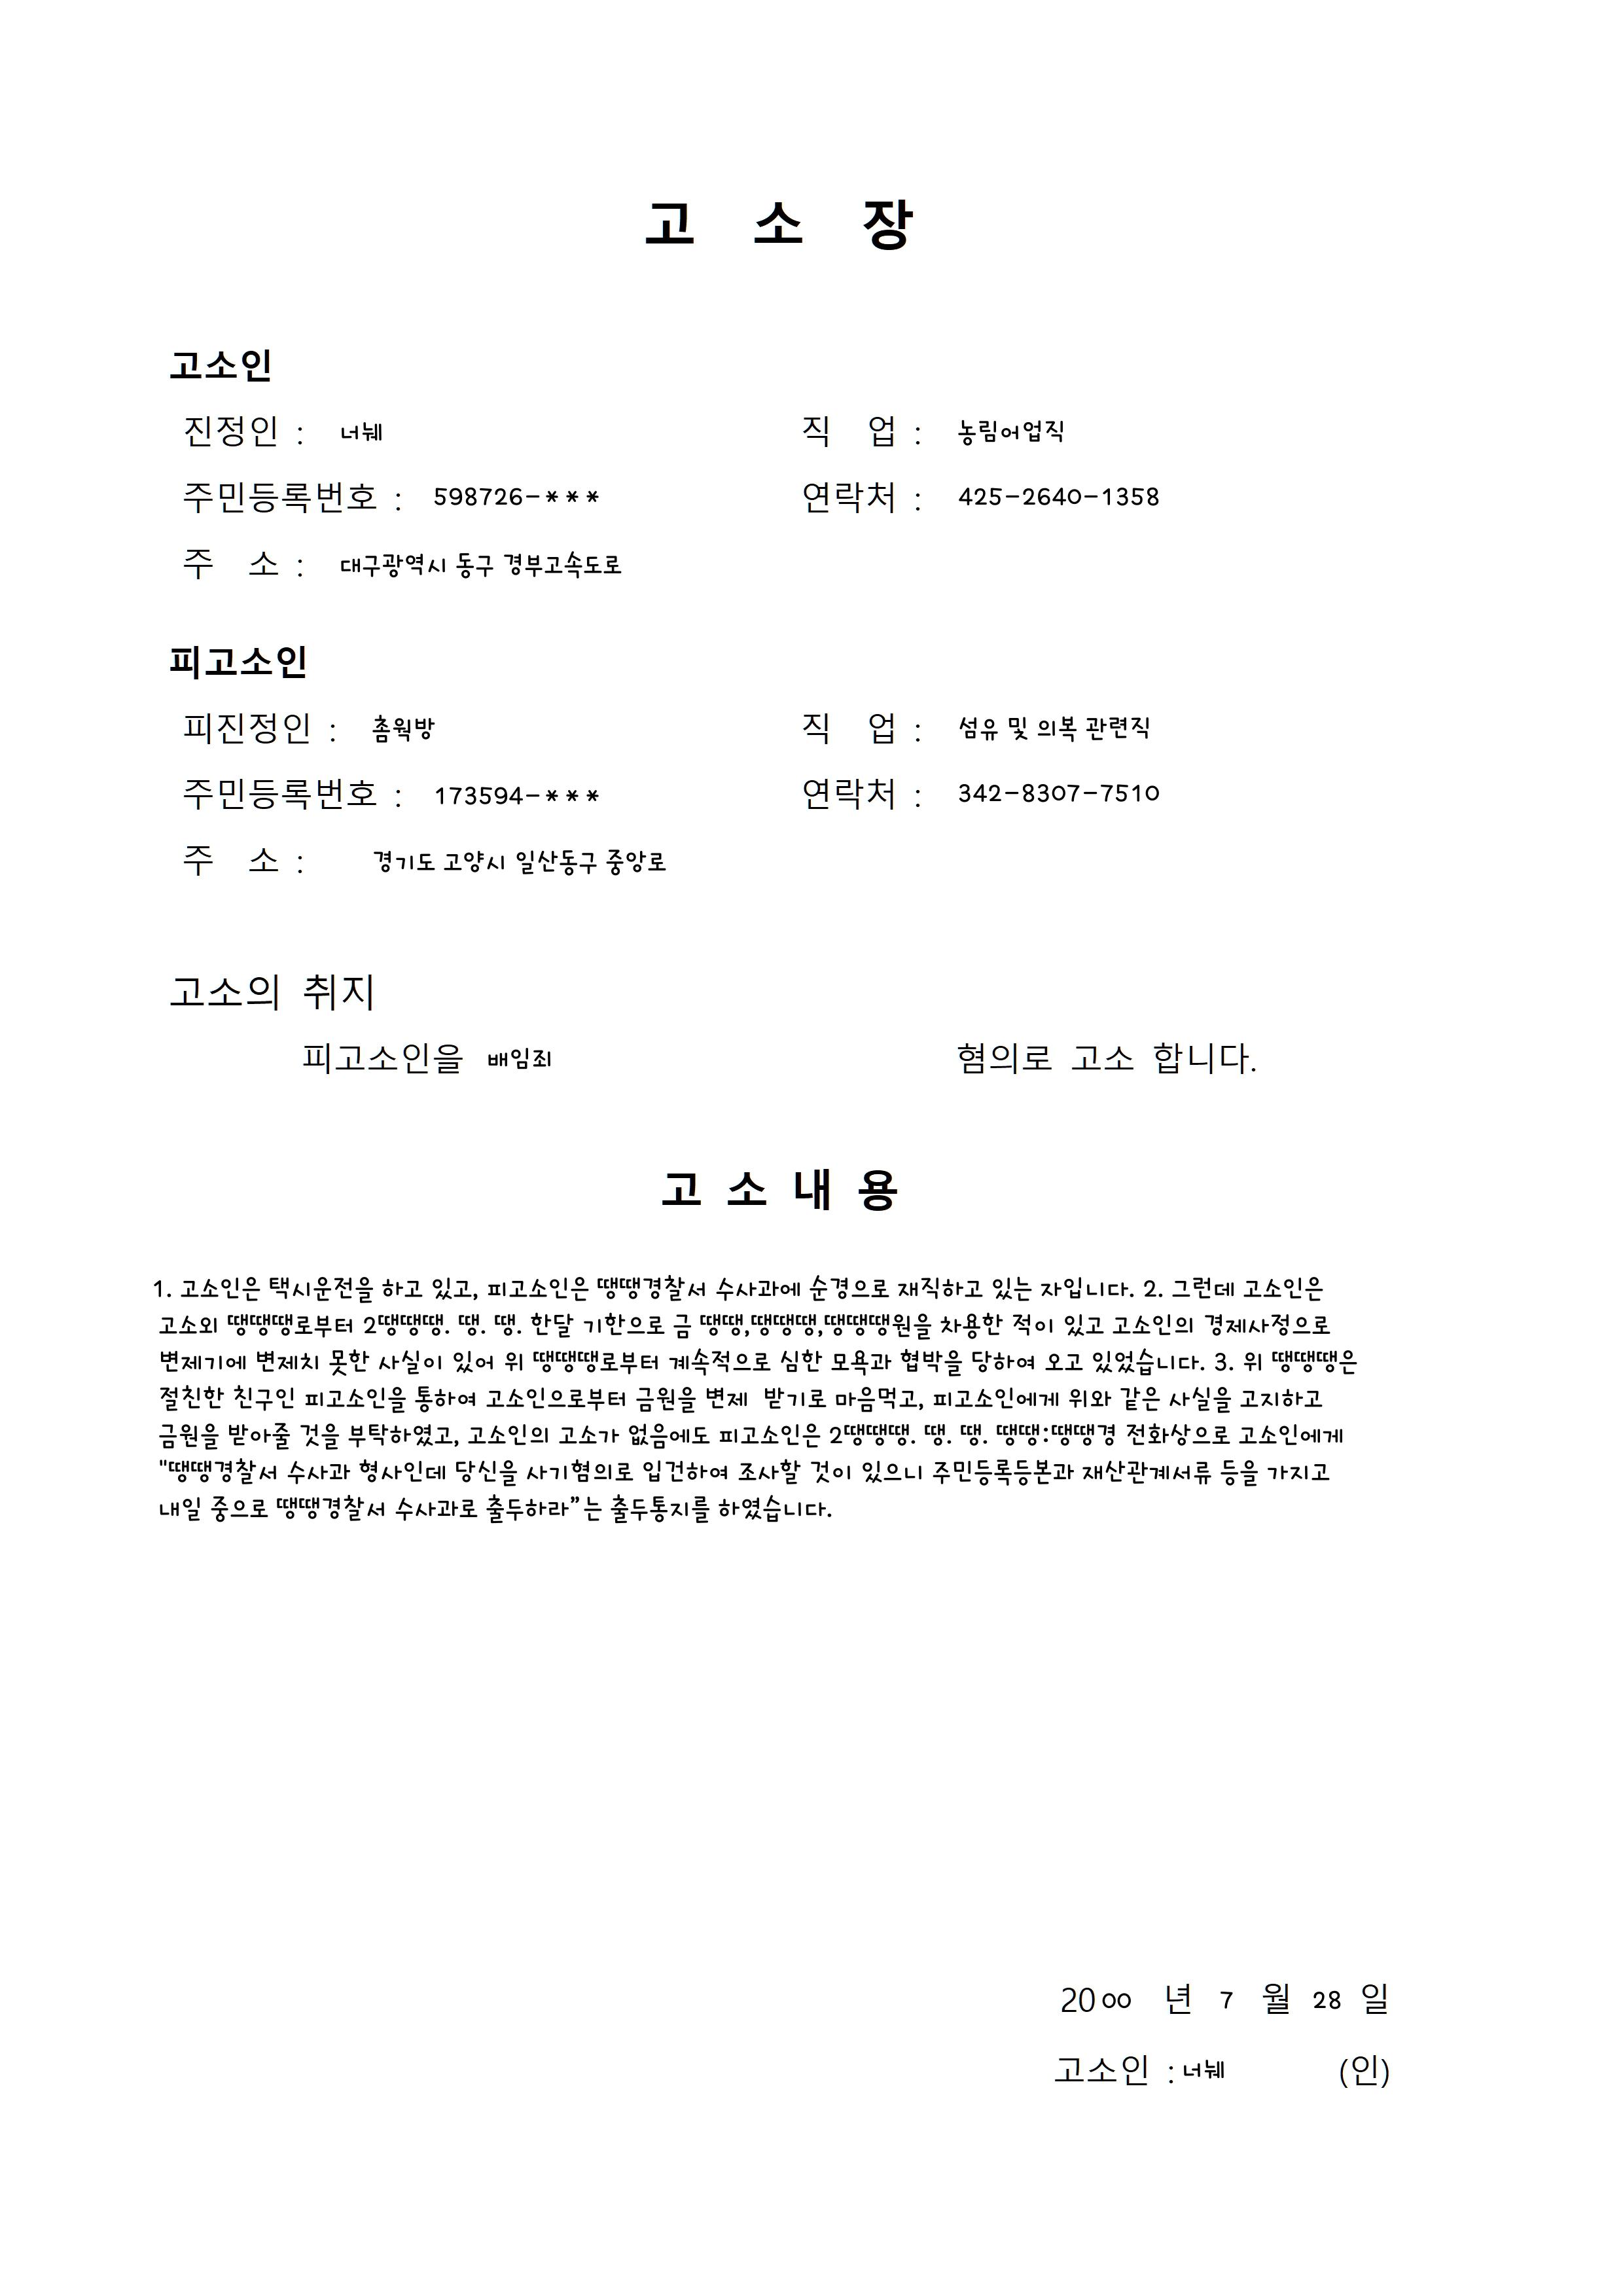 고 소 장
고소인
진정인 : 너눼 직 업 : 농림어업직
주민등록번호 : 598726-*** 연락처 : 425-2640-1358
주 소 : 대구광역시 동구 경부고속도로
피고소인
피진정인 : 촘웍방 직 업 : 섬유 및 의복 관련직
주민등록번호 : 173594-*** 연락처 : 342-8307-7510
주 소 : 경기도 고양시 일산동구 중앙로
고소의 취지
피고소인을 배임죄 혐의로 고소 합니다.
고 소 내 용
1. 고소인은 택시운전을 하고 있고, 피고소인은 땡땡경찰서 수사과에 순경으로 재직하고 있는 자입니다. 2. 그런데 고소인은
고소외 땡땡땡로부터 2땡땡땡. 땡. 땡. 한달 기한으로 금 땡땡,땡땡땡,땡땡땡원을 차용한 적이 있고 고소인의 경제사정으로
변제기에 변제치 못한 사실이 있어 위 땡땡땡로부터 계속적으로 심한 모욕과 협박을 당하여 오고 있었습니다. 3. 위 땡땡땡은
절친한 친구인 피고소인을 통하여 고소인으로부터 금원을 변제 받기로 마음먹고, 피고소인에게 위와 같은 사실을 고지하고
금원을 받아줄 것을 부탁하였고, 고소인의 고소가 없음에도 피고소인은 2땡땡땡. 땡. 땡. 땡땡:땡땡경 전화상으로 고소인에게
"땡땡경찰서 수사과 형사인데 당신을 사기혐의로 입건하여 조사할 것이 있으니 주민등록등본과 재산관계서류 등을 가지고
내일 중으로 땡땡경찰서 수사과로 출두하라”는 출두통지를 하였습니다.
2000 년 7 월 28 일
고소인 : 너눼 (인)